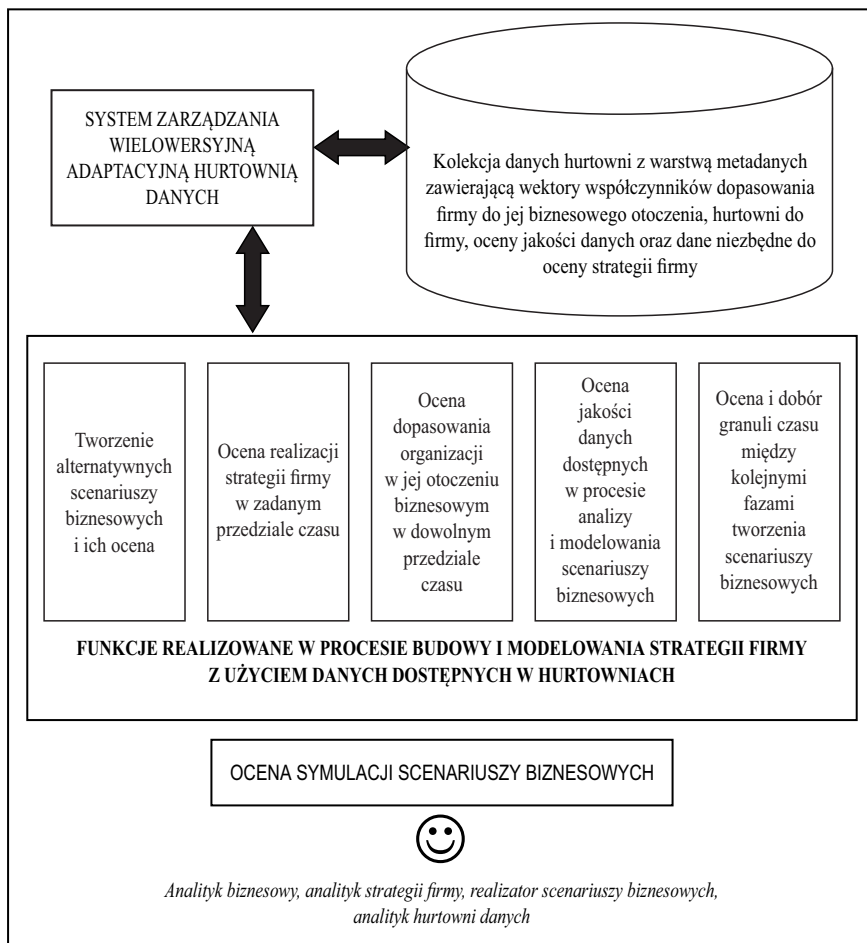 SYSTEM ZARZĄDZANIA
WIELOWERSYJNĄ
ADAPTACYJNĄ HURTOWNIĄ
DANYCH
Kolekcja danych hurtowni z warstwą metadanych
zawierającą wektory współczynników dopasowania
firmy do jej biznesowego otoczenia, hurtowni do
firmy, oceny jakości danych oraz dane niezbędne do
oceny strategii firmy
Tworzenie
alternatywnych
scenariuszy
biznesowych
i ich ocena
Ocena realizacji
strategii firmy
w zadanym
przedziale czasu
Ocena
dopasowania
organizacji
w jej otoczeniu
biznesowym
w dowolnym
przedziale
czasu
Ocena
jakości
danych
dostępnych
w procesie
analizy
i modelowania
scenariuszy
biznesowych
Ocena i dobór
granuli czasu
między
kolejnymi
fazami
tworzenia
scenariuszy
biznesowych
FUNKCJE REALIZOWANE W PROCESIE BUDOWY I MODELOWANIA STRATEGII FIRMY
Z UŻYCIEM DANYCH DOSTĘPNYCH W HURTOWNIACH
OCENA SYMULACJI SCENARIUSZY BIZNESOWYCH
Analityk biznesowy, analityk strategii firmy, realizator scenariuszy biznesowych,
analityk hurtowni danych